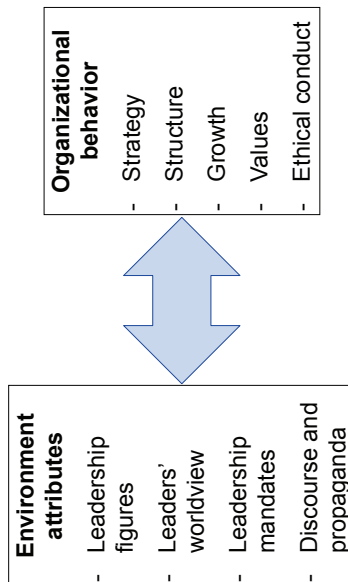 Environment
attributes
- Leadership
figures
- Leaders’
worldview
- Leadership
mandates
- Discourse and
propaganda
Organizational
behavior
- Strategy
- Structure
- Growth
- Values
- Ethical conduct